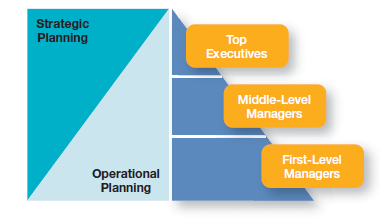 Strategic
Planning
Top
Executives
Middle-Level
Managers
First-Level
Managers
Operational
Planning